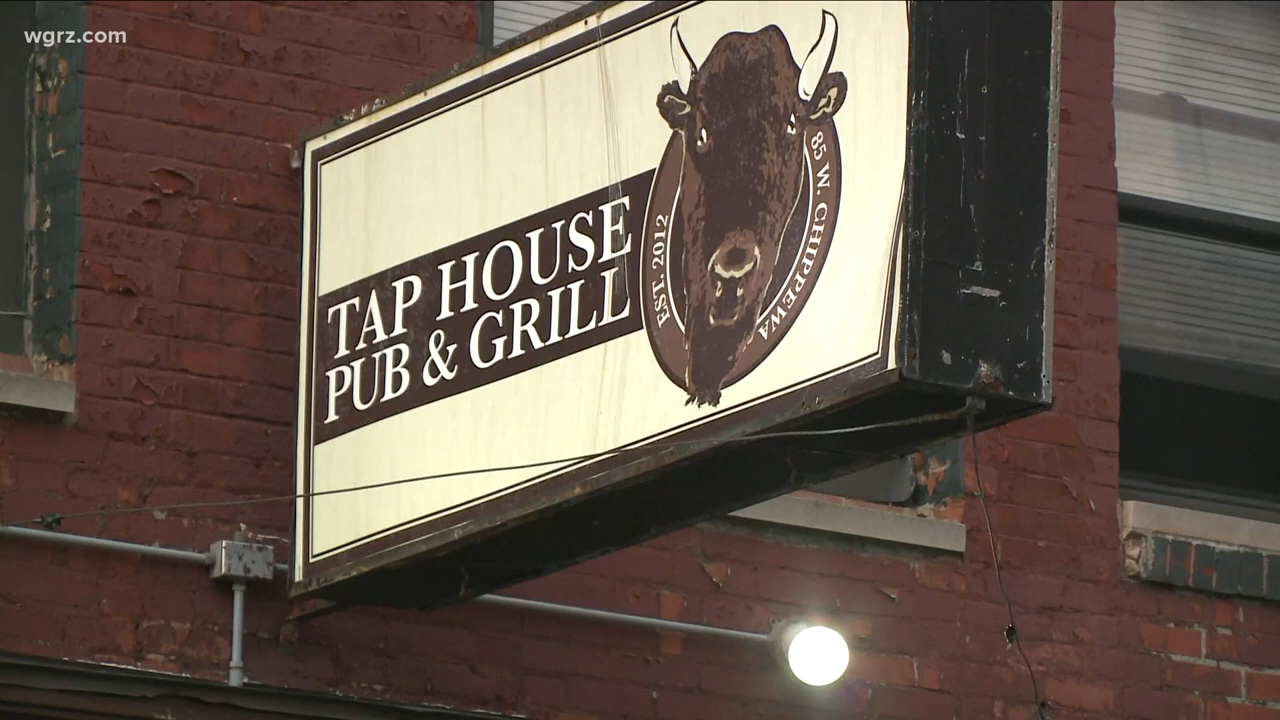 wgrz.com
TAP HOUSE
PUB & GRILL
EST. 2012
85 W. CHIPPEWA